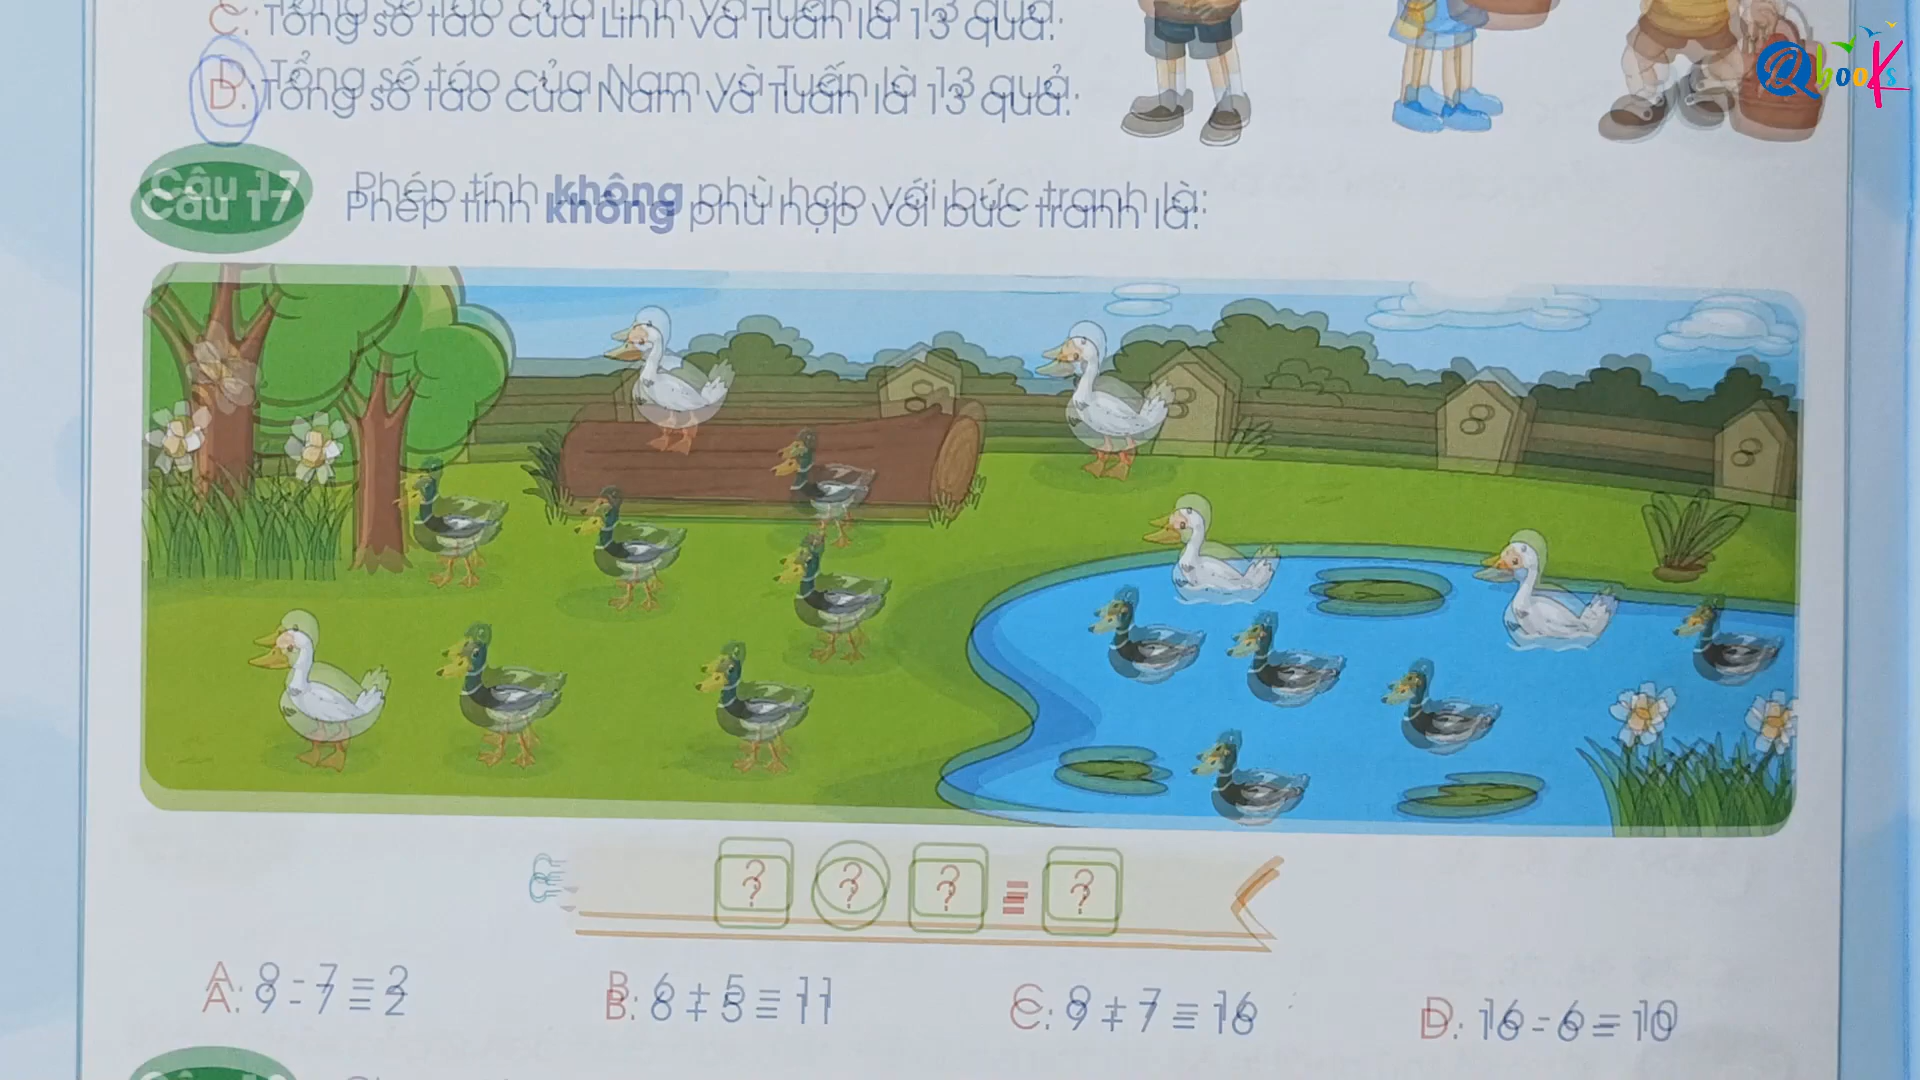 C. Tổng số táo của Linh và Tuấn là 13 quả.
D. Tổng số táo của Nam và Tuấn là 13 quả.
Câu 17 Phép tính không phù hợp với bức tranh là:
? ? ? = ?
A. 9 - 7 = 2 B. 6 + 5 = 11 C. 9 + 7 = 16 D. 16 - 6 = 10
Qbooks